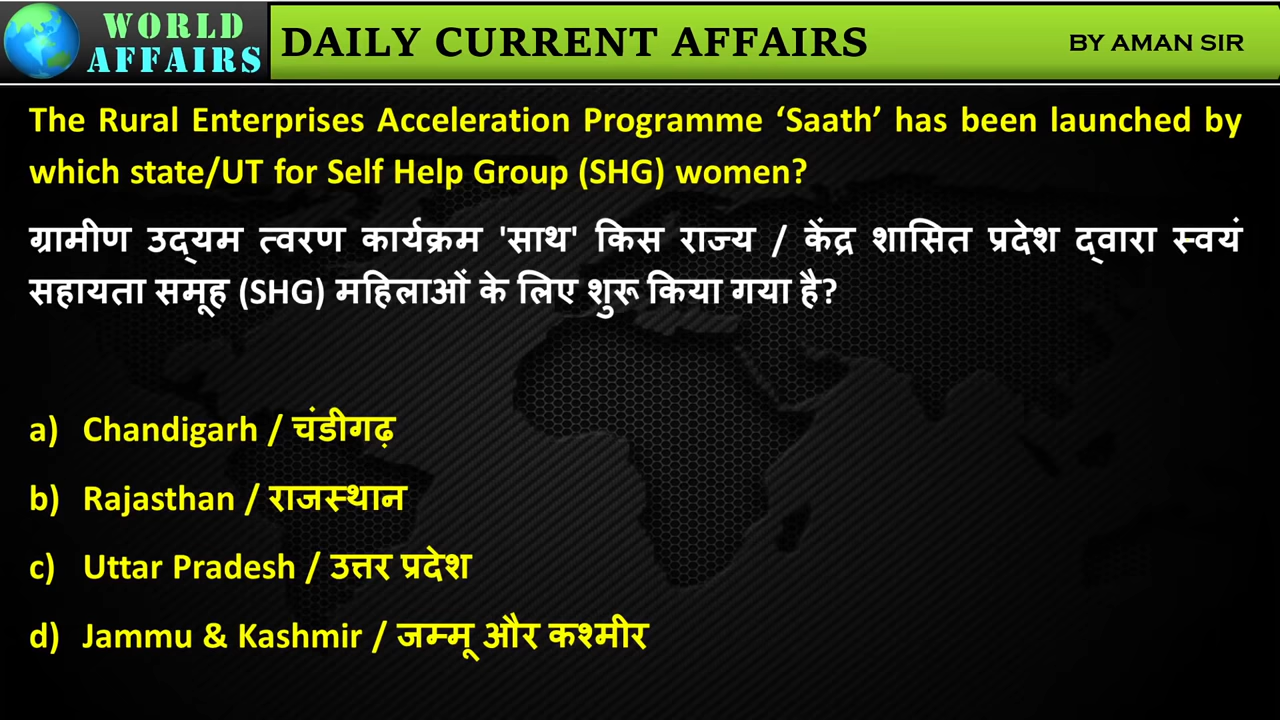 WORLD
AFFAIRS
DAILY CURRENT AFFAIRS
BY AMAN SIR
The Rural Enterprises Acceleration Programme ‘Saath’ has been launched by
which state/UT for Self Help Group (SHG) women?
ग्रामीण उद्यम त्वरण कार्यक्रम 'साथ' किस राज्य / केंद्र शासित प्रदेश द्वारा स्वयं
सहायता समूह (SHG) महिलाओं के लिए शुरू किया गया है?
a) Chandigarh / चंडीगढ़
b) Rajasthan / राजस्थान
c) Uttar Pradesh / उत्तर प्रदेश
d) Jammu & Kashmir / जम्मू और कश्मीर